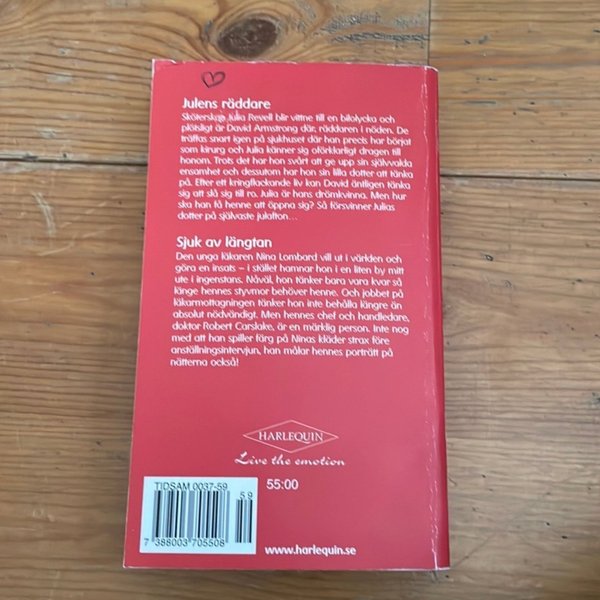 Julens räddare
Sköterskan Julia Revell blir vittne till en bilolycka och
plötsligt är David Armstrong där, räddaren i nöden. De
träffas snart igen på sjukhuset där han precis har börjat
som kirurg och Julia känner sig oförklarligt dragen till
honom. Trots det har hon svårt att ge upp sin självvalda
ensamhet och dessutom har hon sin lilla dotter att tänka
på. Efter ett kringflackande liv kan David äntligen tänka
sig att slå sig till ro. Julia är hans drömkvinna. Men hur
ska han få henne att öppna sig? Så försvinner Julias
dotter på självaste julafton...
Sjuk av längtan
Den unga läkaren Nina Lombard vill ut i världen och
göra en insats – i stället hamnar hon i en liten by mitt
ute i ingenstans. Nåväl, hon tänker bara vara kvar så
länge hennes styvmor behöver henne. Och jobbet på
läkarmottagningen tänker hon inte behålla längre än
absolut nödvändigt. Men hennes chef och handledare,
doktor Robert Carslake, är en märklig person. Inte nog
med att han spiller färg på Ninas kläder strax före
anställningsintervjun, han målar hennes porträtt på
nätterna också!
HARLEQUIN
Live the emotion
TIDSAM 0037-59
55:00
59
7 388003 705508
www.harlequin.se